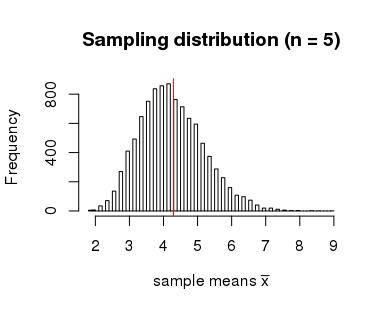 Sampling distribution (n = 5)
Frequency
800
400
0
2 3 4 5 6 7 8 9
sample means x̅